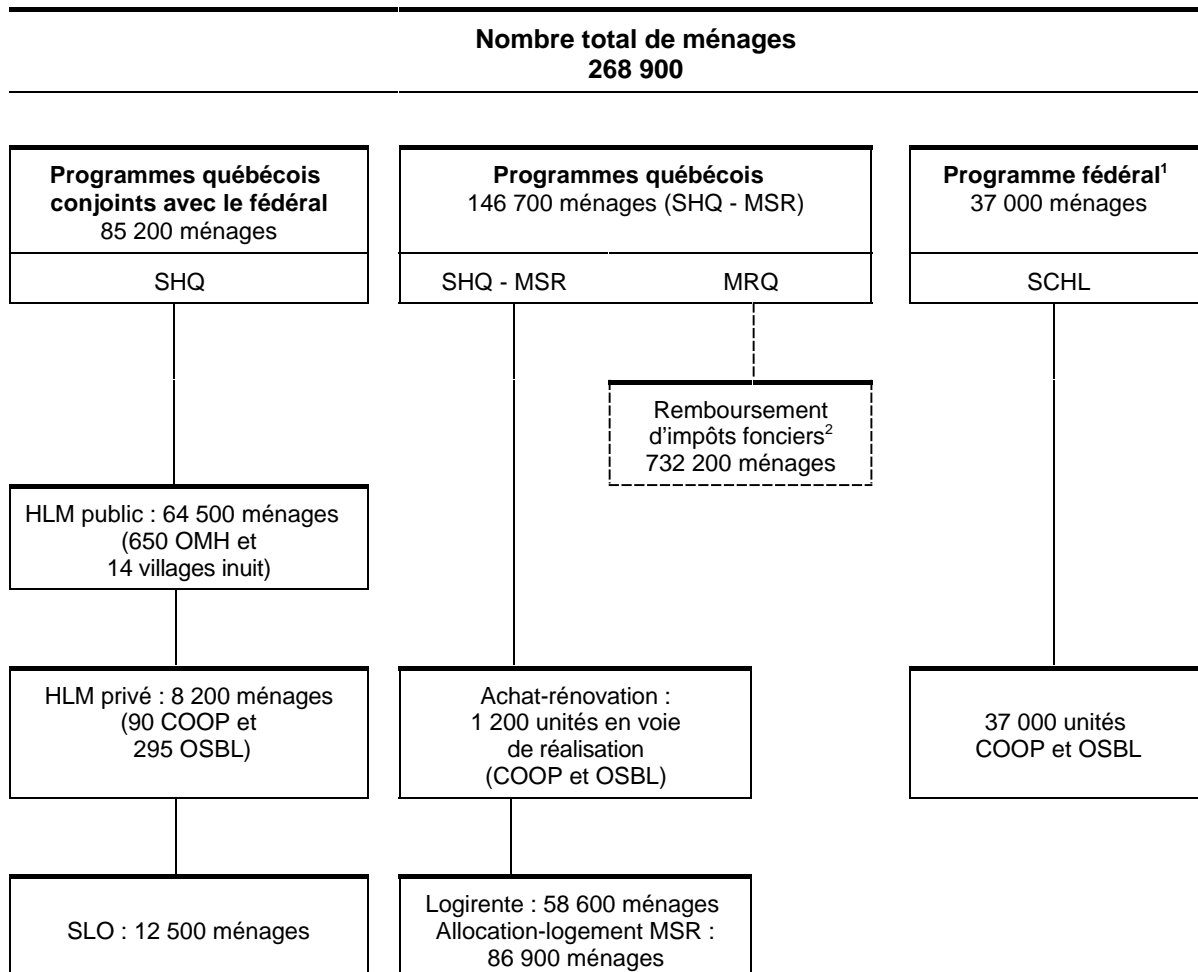 Nombre total de ménages
268 900
Programmes québécois
conjoints avec le fédéral
85 200 ménages
SHQ
Programmes québécois
146 700 ménages (SHQ - MSR)
SHQ - MSR
MRQ
Programme fédéral¹
37 000 ménages
SCHL
Remboursement
d'impôts fonciers²
732 200 ménages
HLM public : 64 500 ménages
(650 OMH et
14 villages inuit)
HLM privé : 8 200 ménages
(90 COOP et
295 OSBL)
Achat-rénovation :
1 200 unités en voie
de réalisation
(COOP et OSBL)
37 000 unités
COOP et OSBL
SLO : 12 500 ménages
Logirente : 58 600 ménages
Allocation-logement MSR :
86 900 ménages